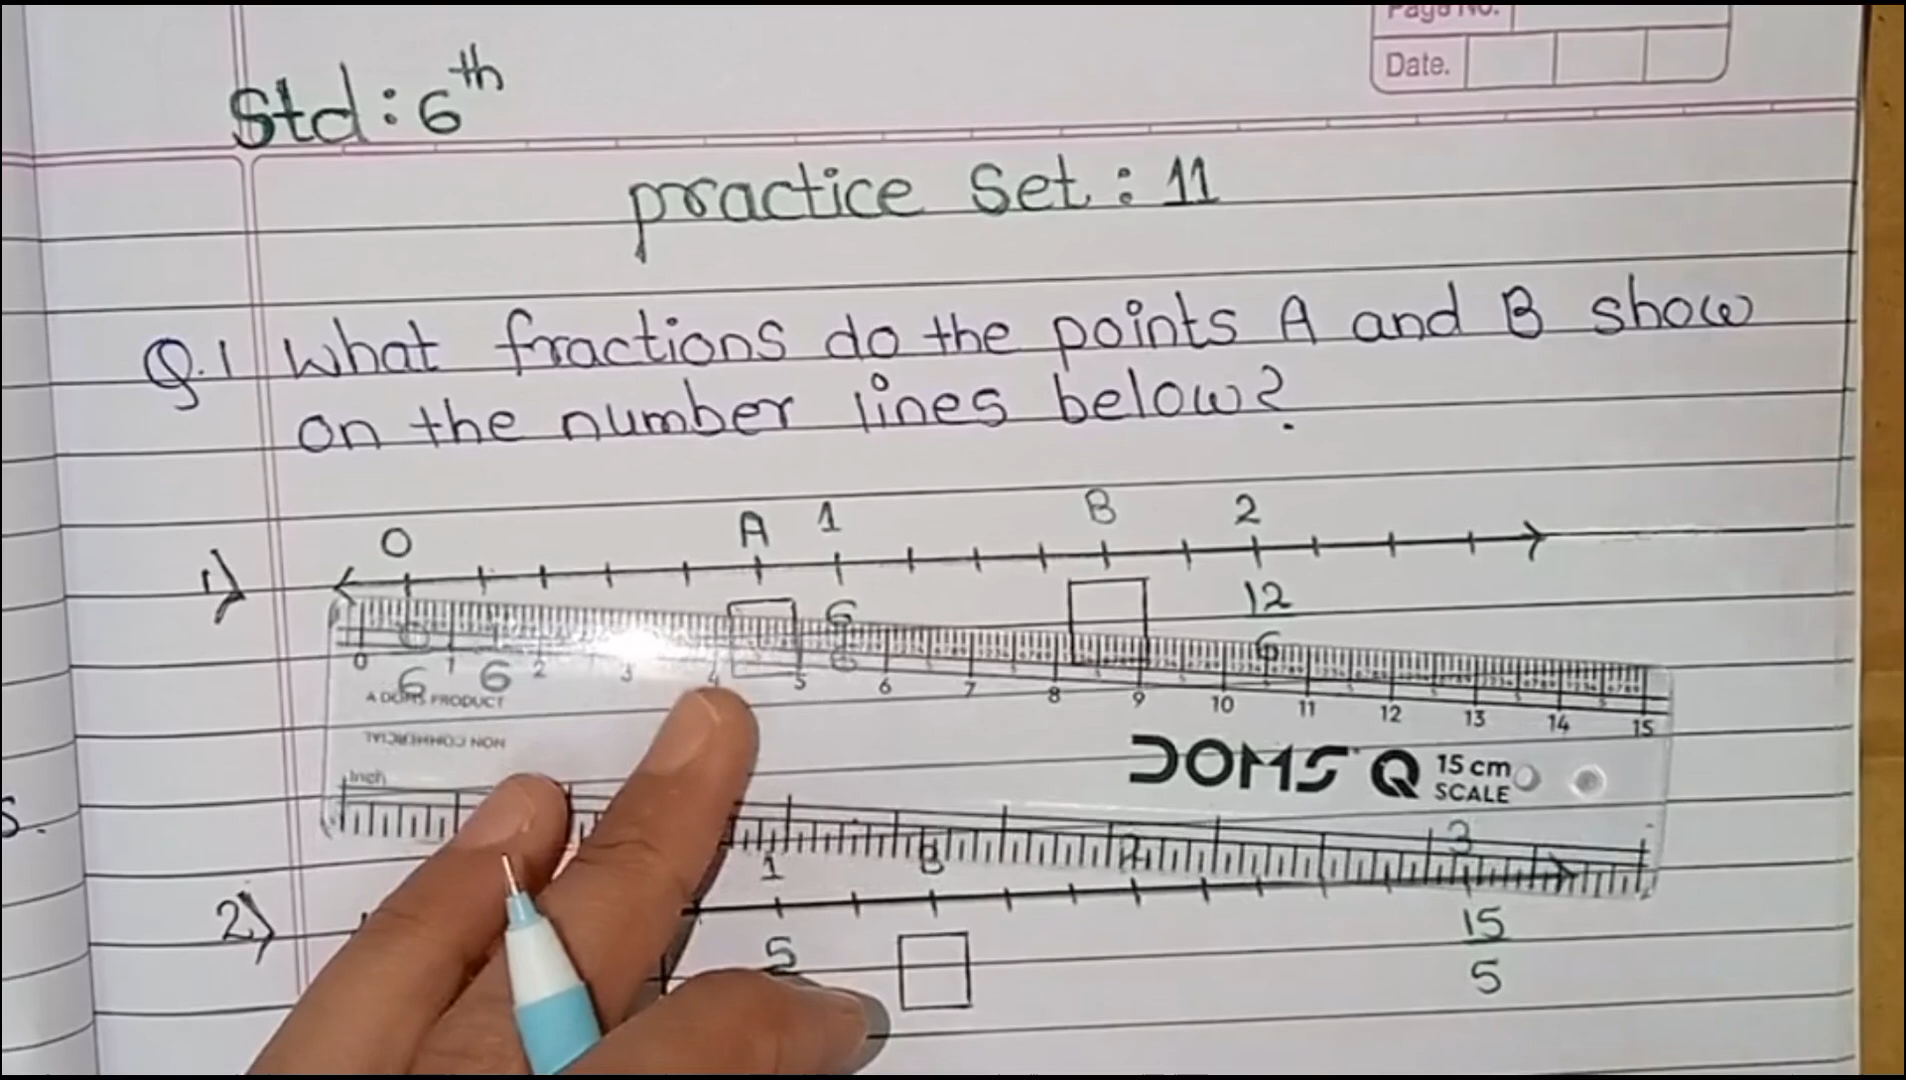 Page No.
Date.
Std : 6th
practice Set : 11
Q.1 What fractions do the points A and B show
on the number lines below?
0 A 1 B 2
1)
6 12
6 6 6 6
0 1 2 3 4 5 6 7 8 9 10 11 12 13 14 15
A DOMS PRODUCT
NON COMMERCIAL
DOMS Q 15 cm
SCALE
Inch
1 B 2 3
2)
5 15
5
s.